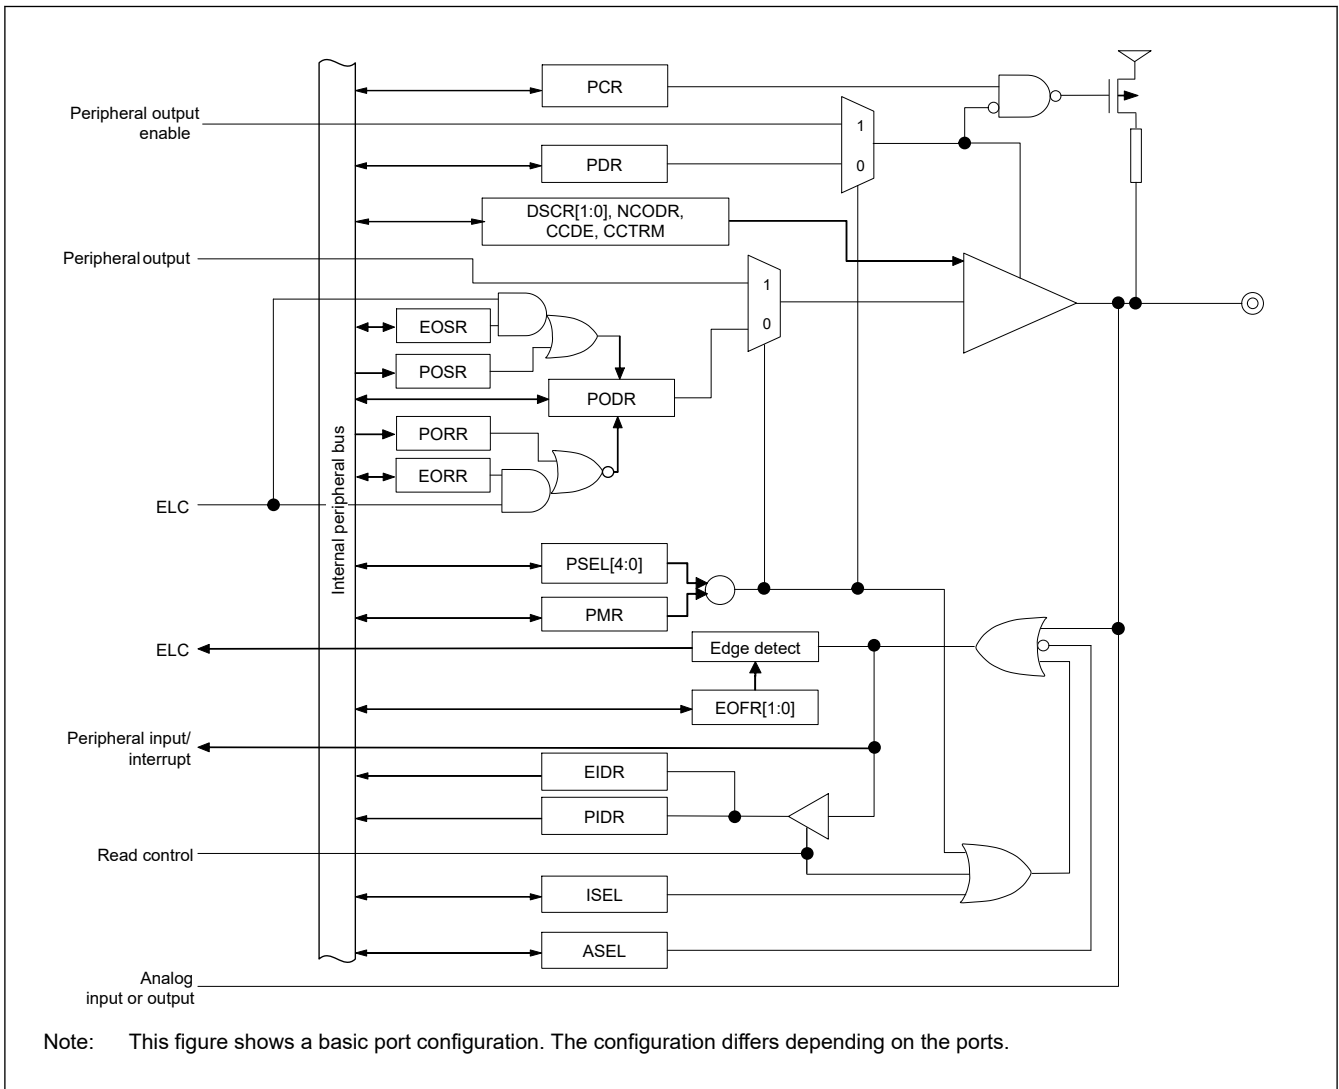 PCR
Peripheral output
enable
1
PDR
0
DSCR[1:0], NCODR,
CCDE, CCTRM
Peripheral output
1
EOSR
0
POSR
PODR
PORR
EORR
Internal peripheral bus
ELC
PSEL[4:0]
PMR
ELC
Edge detect
EOFR[1:0]
Peripheral input/
interrupt
EIDR
PIDR
Read control
ISEL
ASEL
Analog
input or output
Note: This figure shows a basic port configuration. The configuration differs depending on the ports.